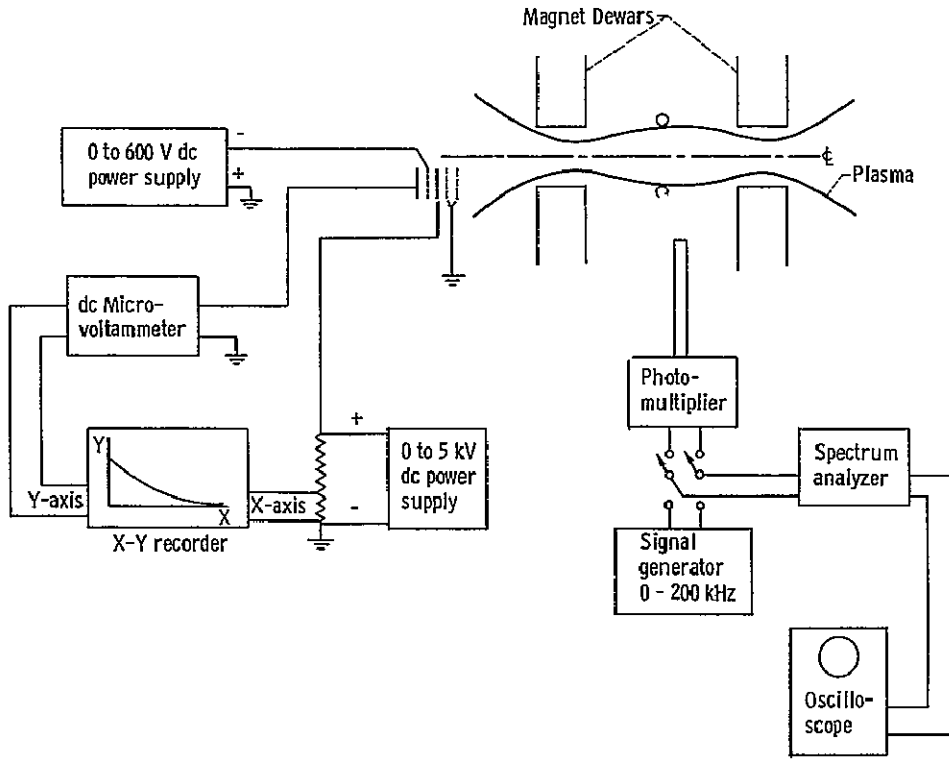 Magnet Dewars
0 to 600 V dc
power supply
-
+
℄
Plasma
dc Micro-
voltammeter
Photo-
multiplier
+
0 to 5 kV
dc power
supply
-
Y
X
Y-axis
X-axis
X-Y recorder
Spectrum
analyzer
Signal
generator
0 - 200 kHz
Oscillo-
scope